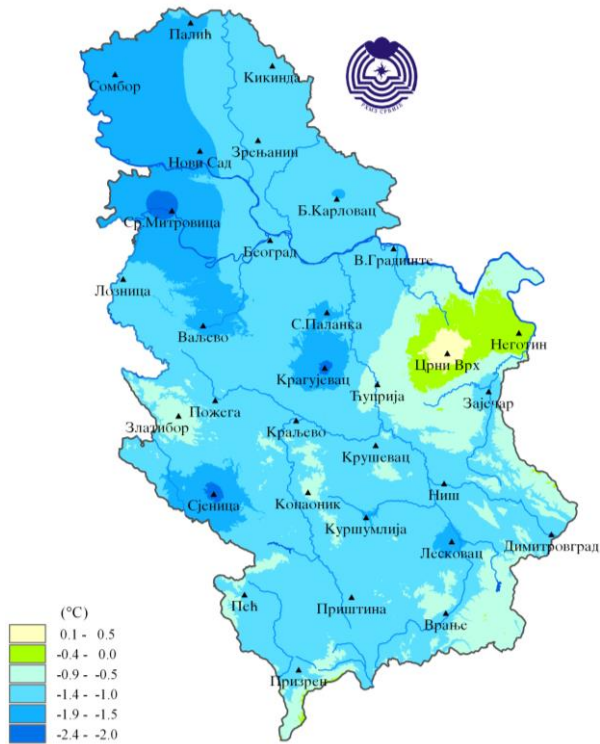 Палић
Кикинда
Сомбор
РХМЗ СРБИЈЕ
Зрењанин
Нови Сад
Б.Карловац
Ср.Митровица
Београд
В.Градиште
Лозница
С.Паланка
Ваљево
Неготин
Црни Врх
Крагујевац
Ћуприја
Зајечар
Пожега
Златибор
Краљево
Крушевац
Ниш
Сјеница
Копаоник
Куршумлија
Димитровград
Лесковац
Пећ
Приштина
Врање
Призрен
(°C)
0.1 - 0.5
-0.4 - 0.0
-0.9 - -0.5
-1.4 - -1.0
-1.9 - -1.5
-2.4 - -2.0